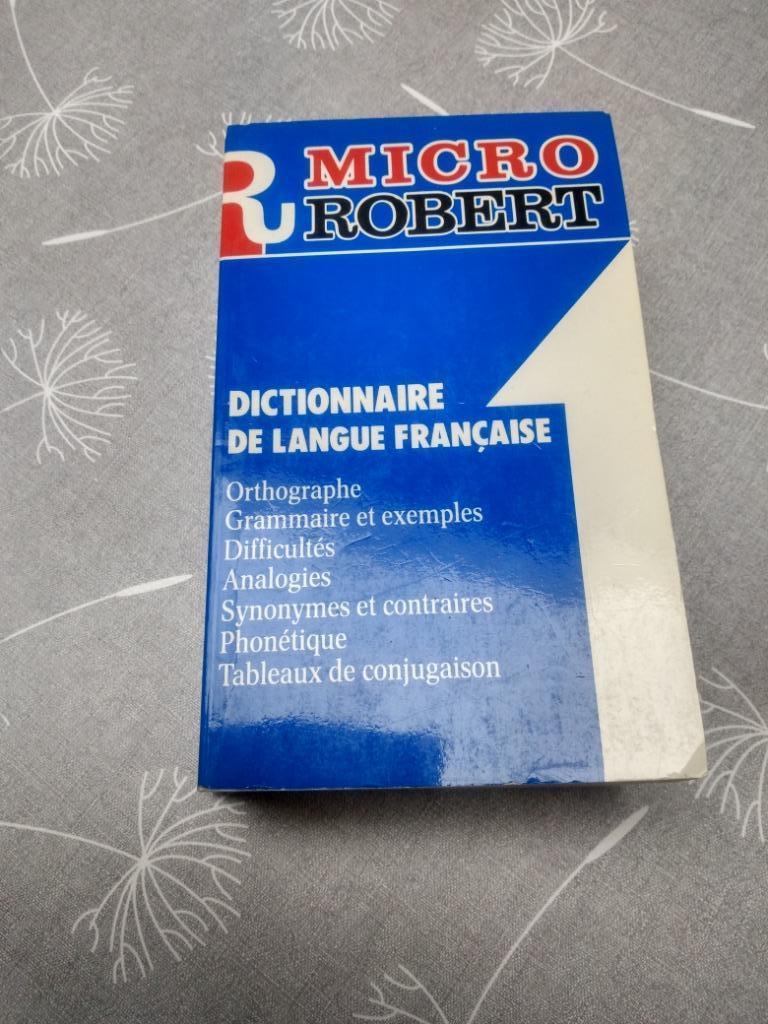 MICRO
ROBERT
DICTIONNAIRE
DE LANGUE FRANÇAISE
Orthographe
Grammaire et exemples
Difficultés
Analogies
Synonymes et contraires
Phonétique
Tableaux de conjugaison